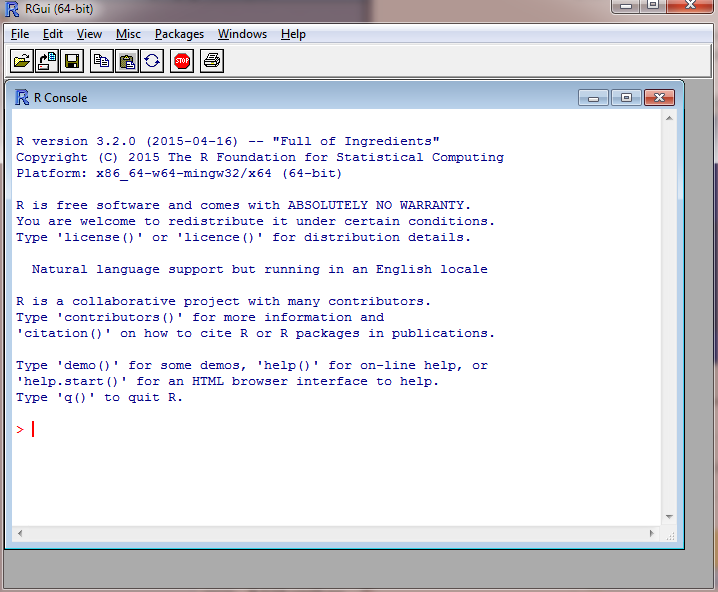 RGui (64-bit)
File Edit View Misc Packages Windows Help
STOP
R Console
R version 3.2.0 (2015-04-16) -- "Full of Ingredients"
Copyright (C) 2015 The R Foundation for Statistical Computing
Platform: x86_64-w64-mingw32/x64 (64-bit)
R is free software and comes with ABSOLUTELY NO WARRANTY.
You are welcome to redistribute it under certain conditions.
Type 'license()' or 'licence()' for distribution details.
Natural language support but running in an English locale
R is a collaborative project with many contributors.
Type 'contributors()' for more information and
'citation()' on how to cite R or R packages in publications.
Type 'demo()' for some demos, 'help()' for on-line help, or
'help.start()' for an HTML browser interface to help.
Type 'q()' to quit R.
>